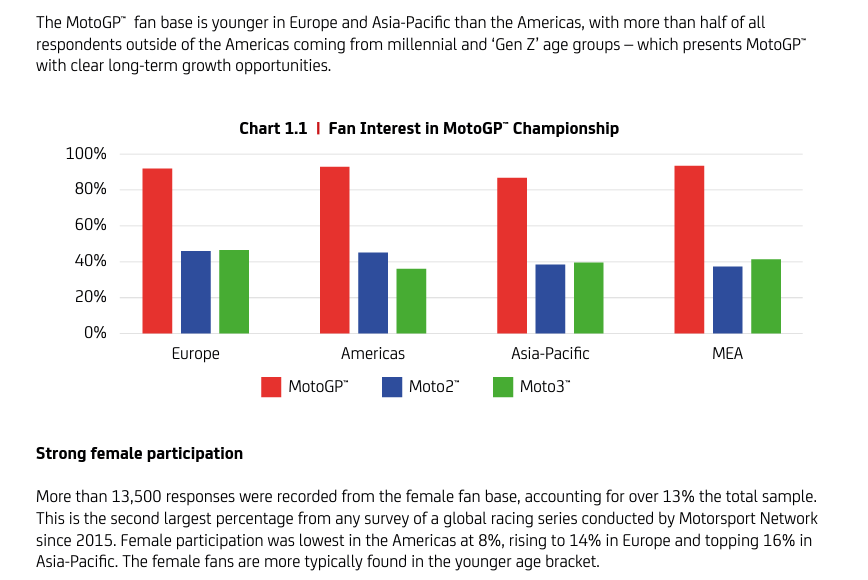 The MotoGP™ fan base is younger in Europe and Asia-Pacific than the Americas, with more than half of all
respondents outside of the Americas coming from millennial and ‘Gen Z’ age groups – which presents MotoGP™
with clear long-term growth opportunities.
Chart 1.1 | Fan Interest in MotoGP™ Championship
100%
80%
60%
40%
20%
0%
Europe Americas Asia-Pacific MEA
MotoGP™ Moto2™ Moto3™
Strong female participation
More than 13,500 responses were recorded from the female fan base, accounting for over 13% the total sample.
This is the second largest percentage from any survey of a global racing series conducted by Motorsport Network
since 2015. Female participation was lowest in the Americas at 8%, rising to 14% in Europe and topping 16% in
Asia-Pacific. The female fans are more typically found in the younger age bracket.